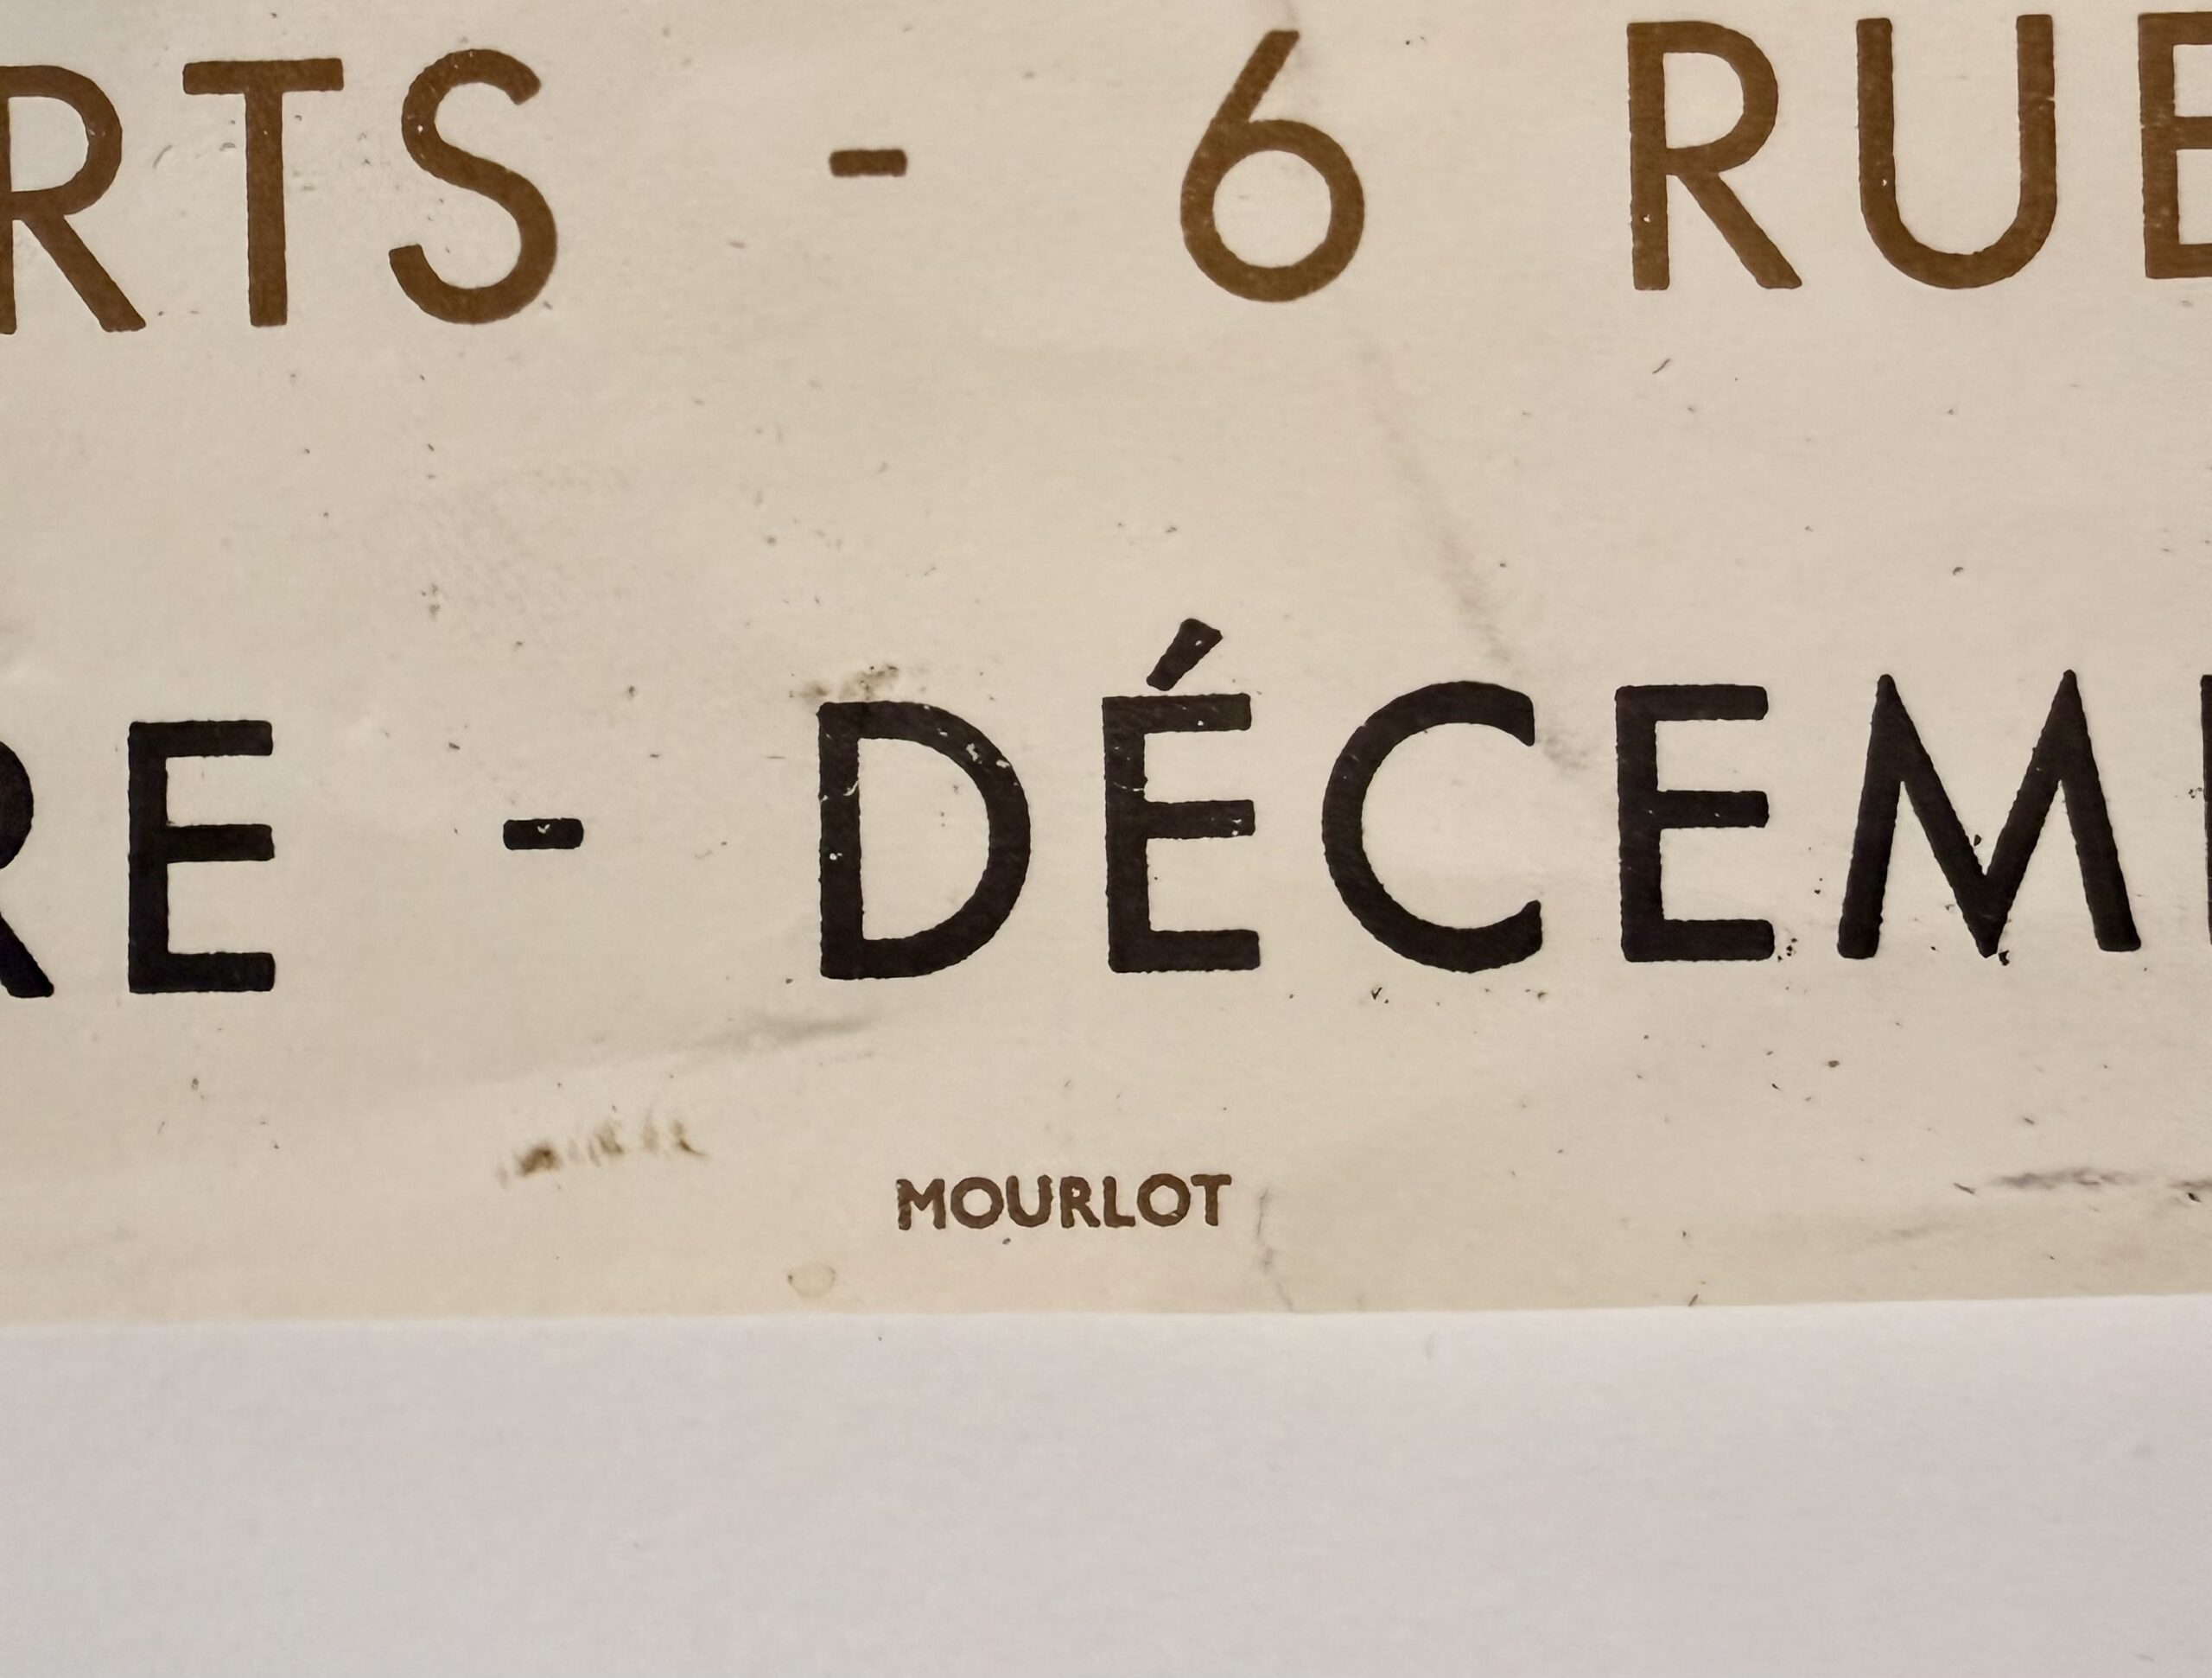 RTS - 6 RUE
RE - DÉCEM
MOURLOT